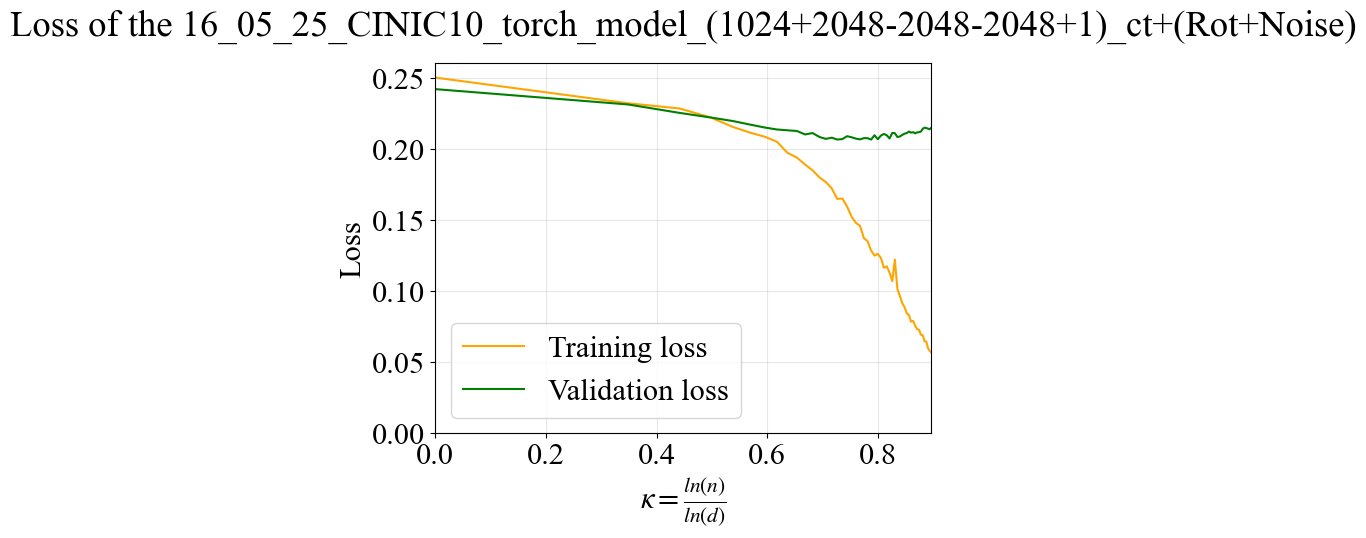 Loss of the 16_05_25_CINIC10_torch_model_(1024+2048-2048-2048+1)_ct+(Rot+Noise)
0.25
0.20
0.15
0.10
0.05
0.00
Loss
Training loss
Validation loss
0.0 0.2 0.4 0.6 0.8
κ = ln(n)/ln(d)